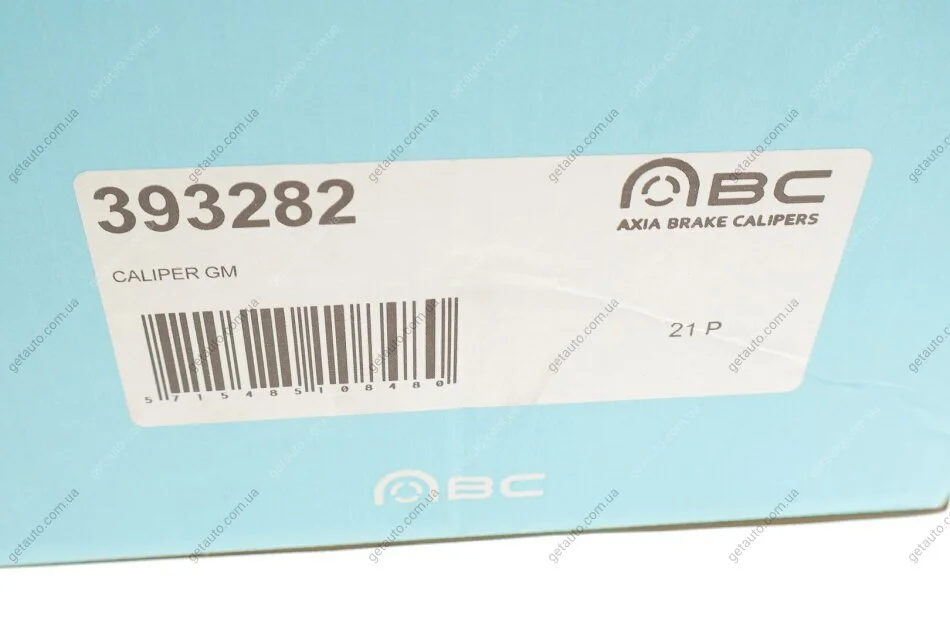 393282
ABC
AXIA BRAKE CALIPERS
CALIPER GM
21 P
5715485108480
ABC
getauto.com.ua